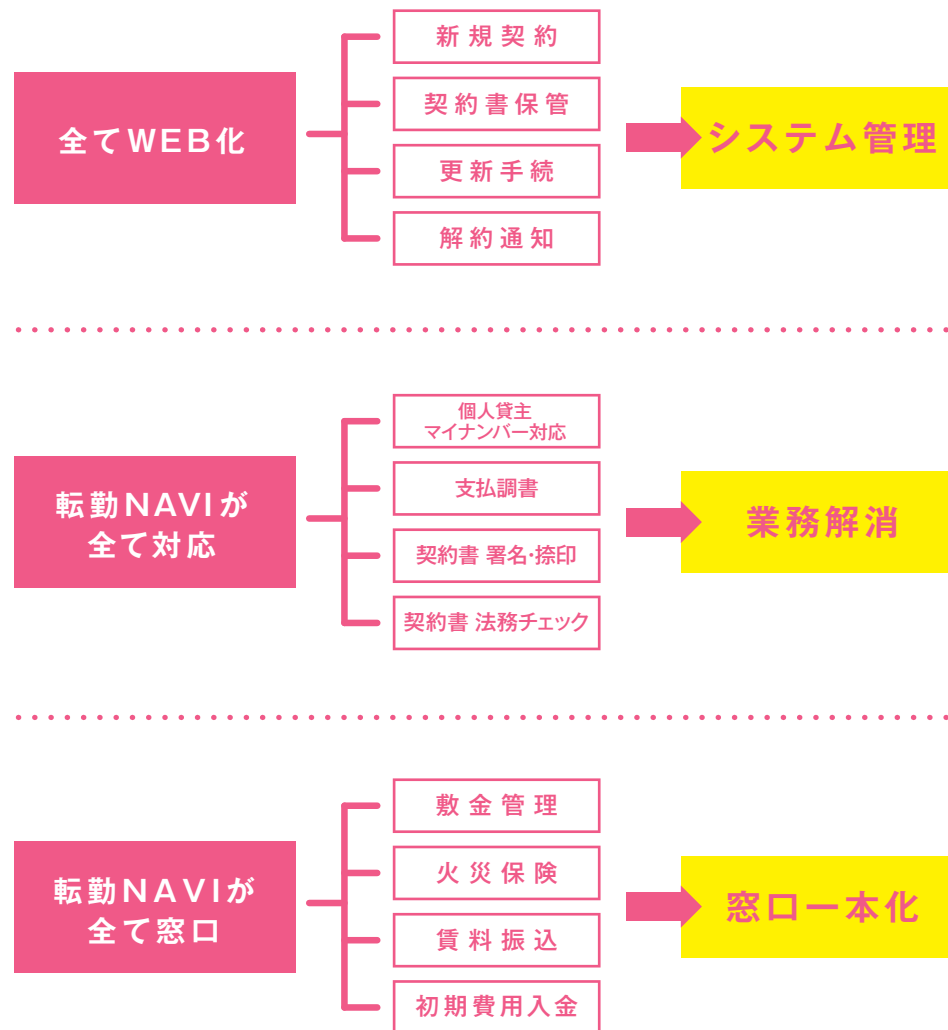 全てWEB化
新規契約
契約書保管
更新手続
解約通知
システム管理
転勤NAVIが
全て対応
個人貸主
マイナンバー対応
支払調書
契約書 署名・捺印
契約書 法務チェック
業務解消
転勤NAVIが
全て窓口
敷金管理
火災保険
賃料振込
初期費用入金
窓口一本化